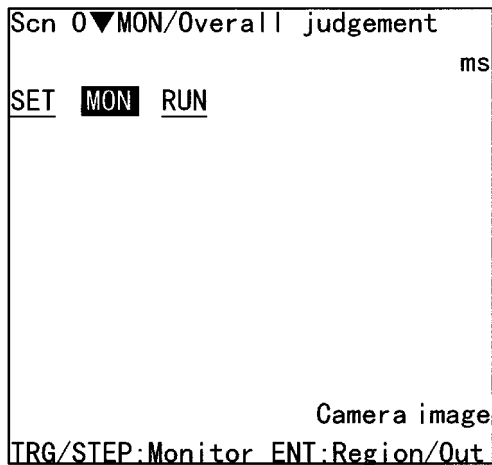 Scn 0▼MON/Overall judgement
ms
SET MON RUN
Camera image
TRG/STEP:Monitor ENT:Region/Out